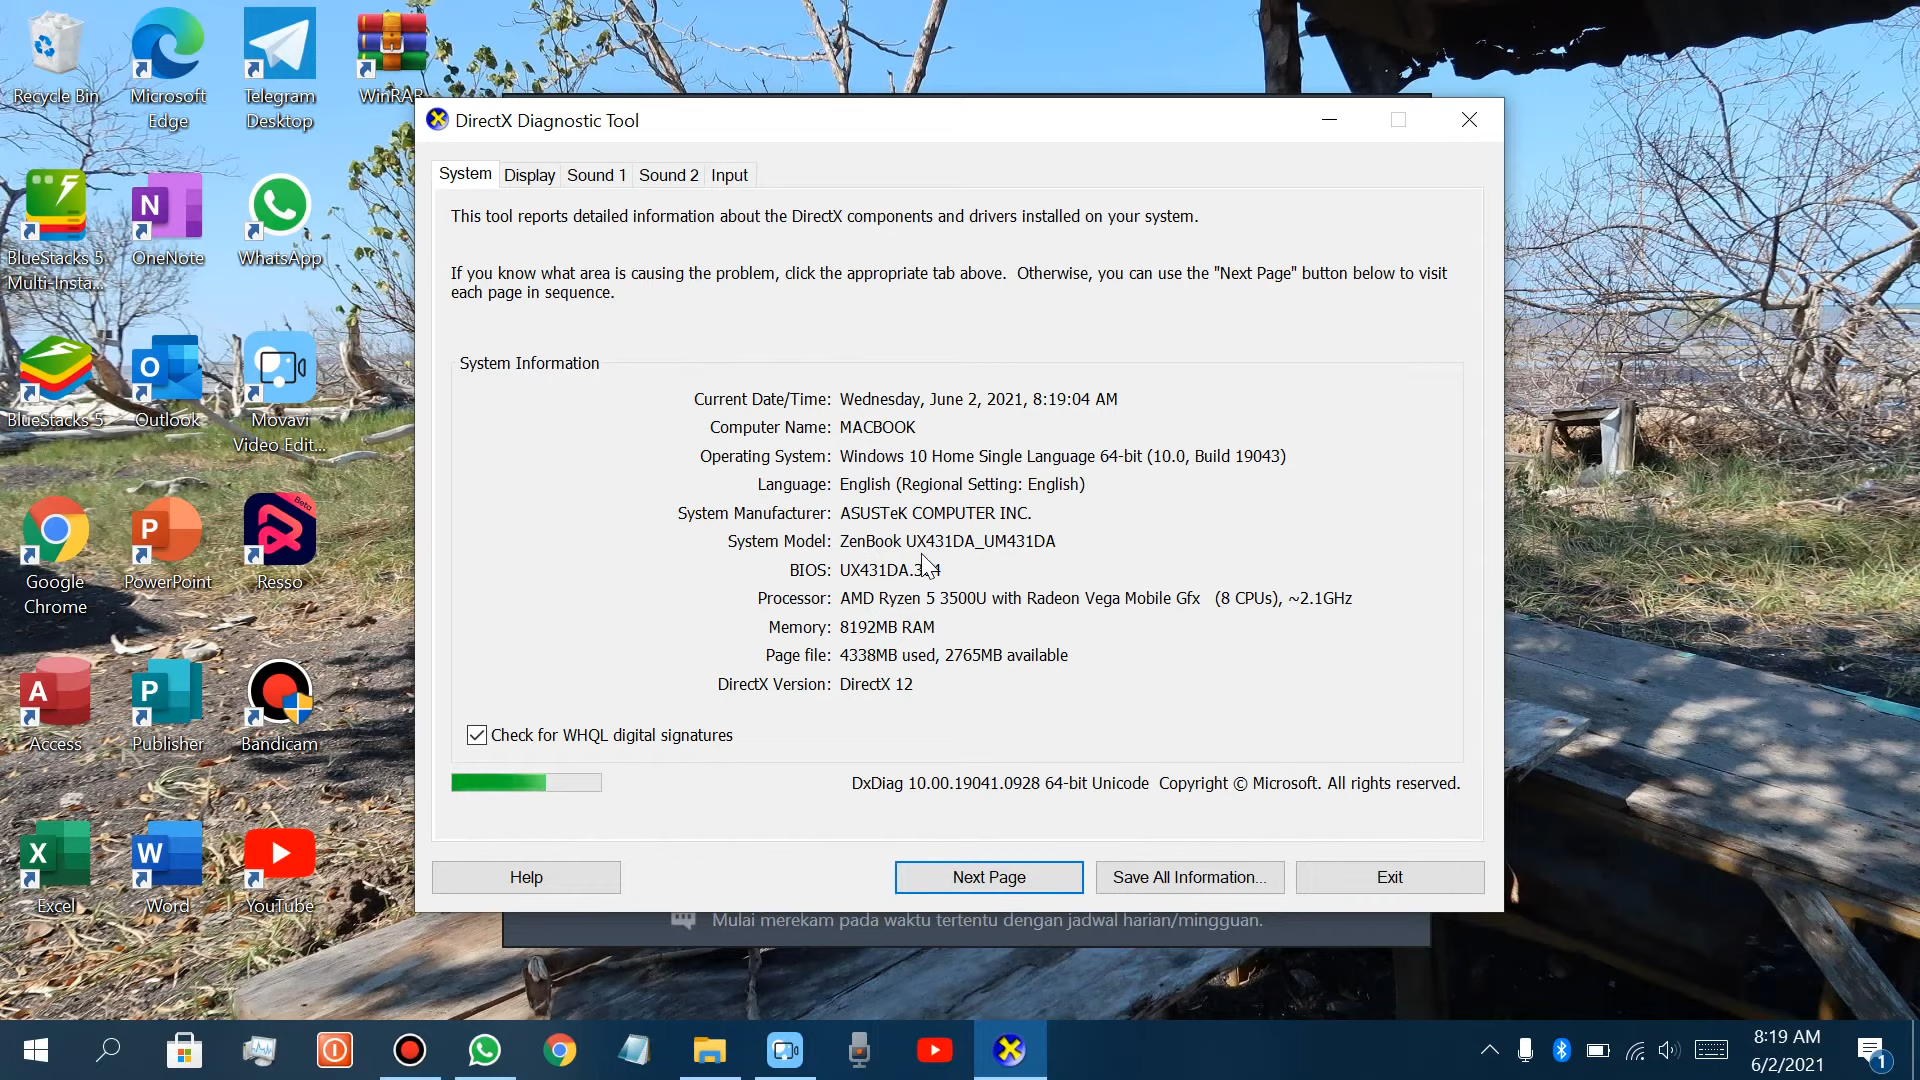 Recycle Bin
Microsoft
Edge
Telegram
Desktop
WinRAR
BlueStacks 5
Multi-Insta...
OneNote
WhatsApp
BlueStacks 5
Outlook
Movavi
Video Edit...
Google
Chrome
PowerPoint
Resso
Access
Publisher
Bandicam
Excel
Word
YouTube
DirectX Diagnostic Tool
System
Display
Sound 1
Sound 2
Input
This tool reports detailed information about the DirectX components and drivers installed on your system.
If you know what area is causing the problem, click the appropriate tab above.  Otherwise, you can use the "Next Page" button below to visit
each page in sequence.
System Information
Current Date/Time: Wednesday, June 2, 2021, 8:19:04 AM
Computer Name: MACBOOK
Operating System: Windows 10 Home Single Language 64-bit (10.0, Build 19043)
Language: English (Regional Setting: English)
System Manufacturer: ASUSTeK COMPUTER INC.
System Model: ZenBook UX431DA_UM431DA
BIOS:
Processor: AMD Ryzen 5 3500U with Radeon Vega Mobile Gfx   (8 CPUs), ~2.1GHz
Memory: 8192MB RAM
Page file: 4338MB used, 2765MB available
DirectX Version: DirectX 12
Check for WHQL digital signatures
DxDiag 10.00.19041.0928 64-bit Unicode  Copyright © Microsoft. All rights reserved.
Help
Next Page
Save All Information...
Exit
Mulai merekam pada waktu tertentu dengan jadwal harian/mingguan.
8:19 AM
6/2/2021
1